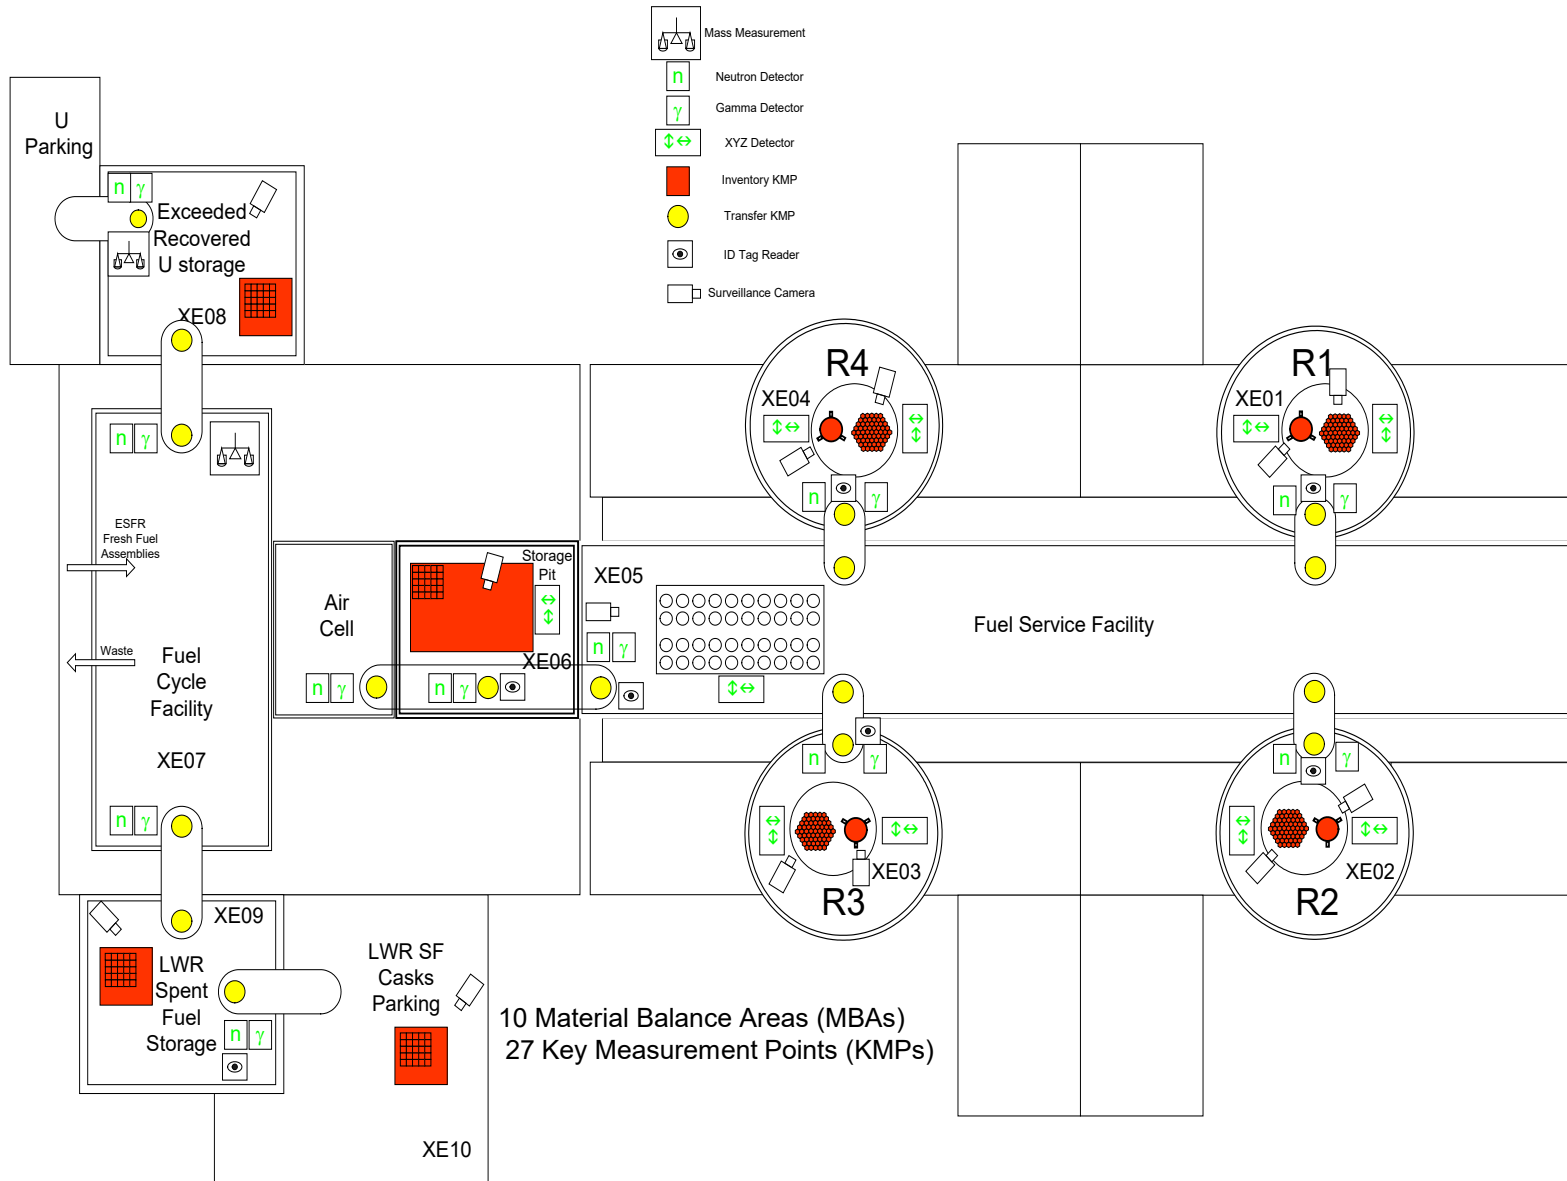 Mass Measurement
n
Neutron Detector
γ
Gamma Detector
XYZ Detector
Inventory KMP
Transfer KMP
ID Tag Reader
Surveillance Camera
U
Parking
n γ
Exceeded
Recovered
U storage
XE08
n γ
ESFR
Fresh Fuel
Assemblies
Waste
Fuel
Cycle
Facility
XE07
n γ
Air
Cell
n γ
Storage
Pit
XE06
n γ
XE05
n γ
Fuel Service Facility
R4
XE04
n γ
R1
XE01
n γ
n γ
XE03
R3
n γ
XE02
R2
XE09
LWR
Spent
Fuel
Storage
n γ
LWR SF
Casks
Parking
XE10
10 Material Balance Areas (MBAs)
27 Key Measurement Points (KMPs)